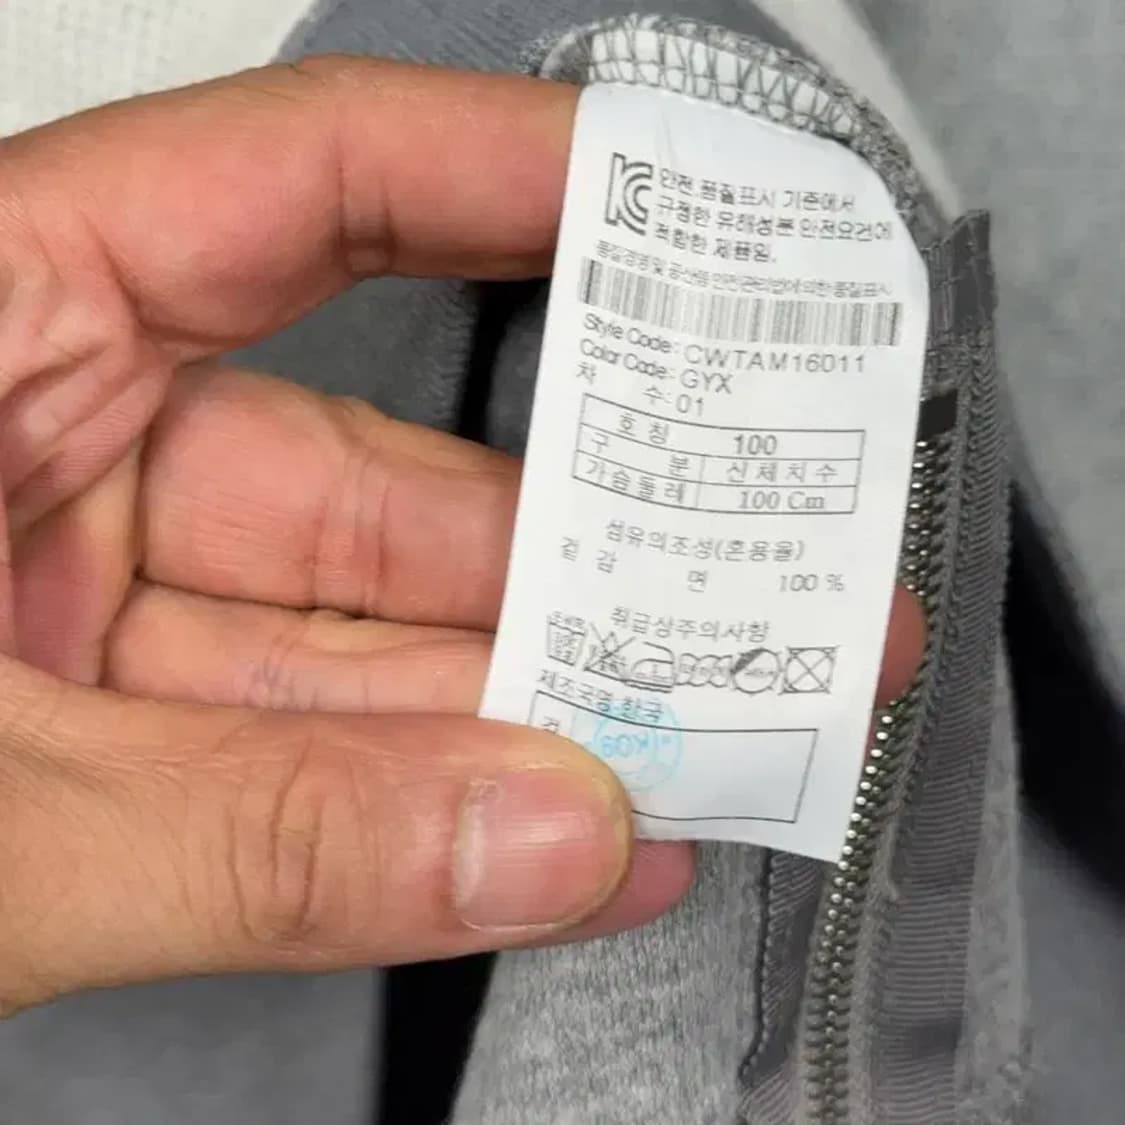 KC 안전.품질표시 기준에서
규정한 유해성분 안전요건에
적합한 제품임.
품질경영 및 공산품 안전관리법에 의한 품질표시
Style Code: CWTAM16011
Color Code: GYX
차 수: 01
호 칭 100
구 분 신체치수
가슴둘레 100 Cm
섬유의조성(혼용율)
겉감 면 100 %
취급상주의사항
제조국명:한국
검
K09